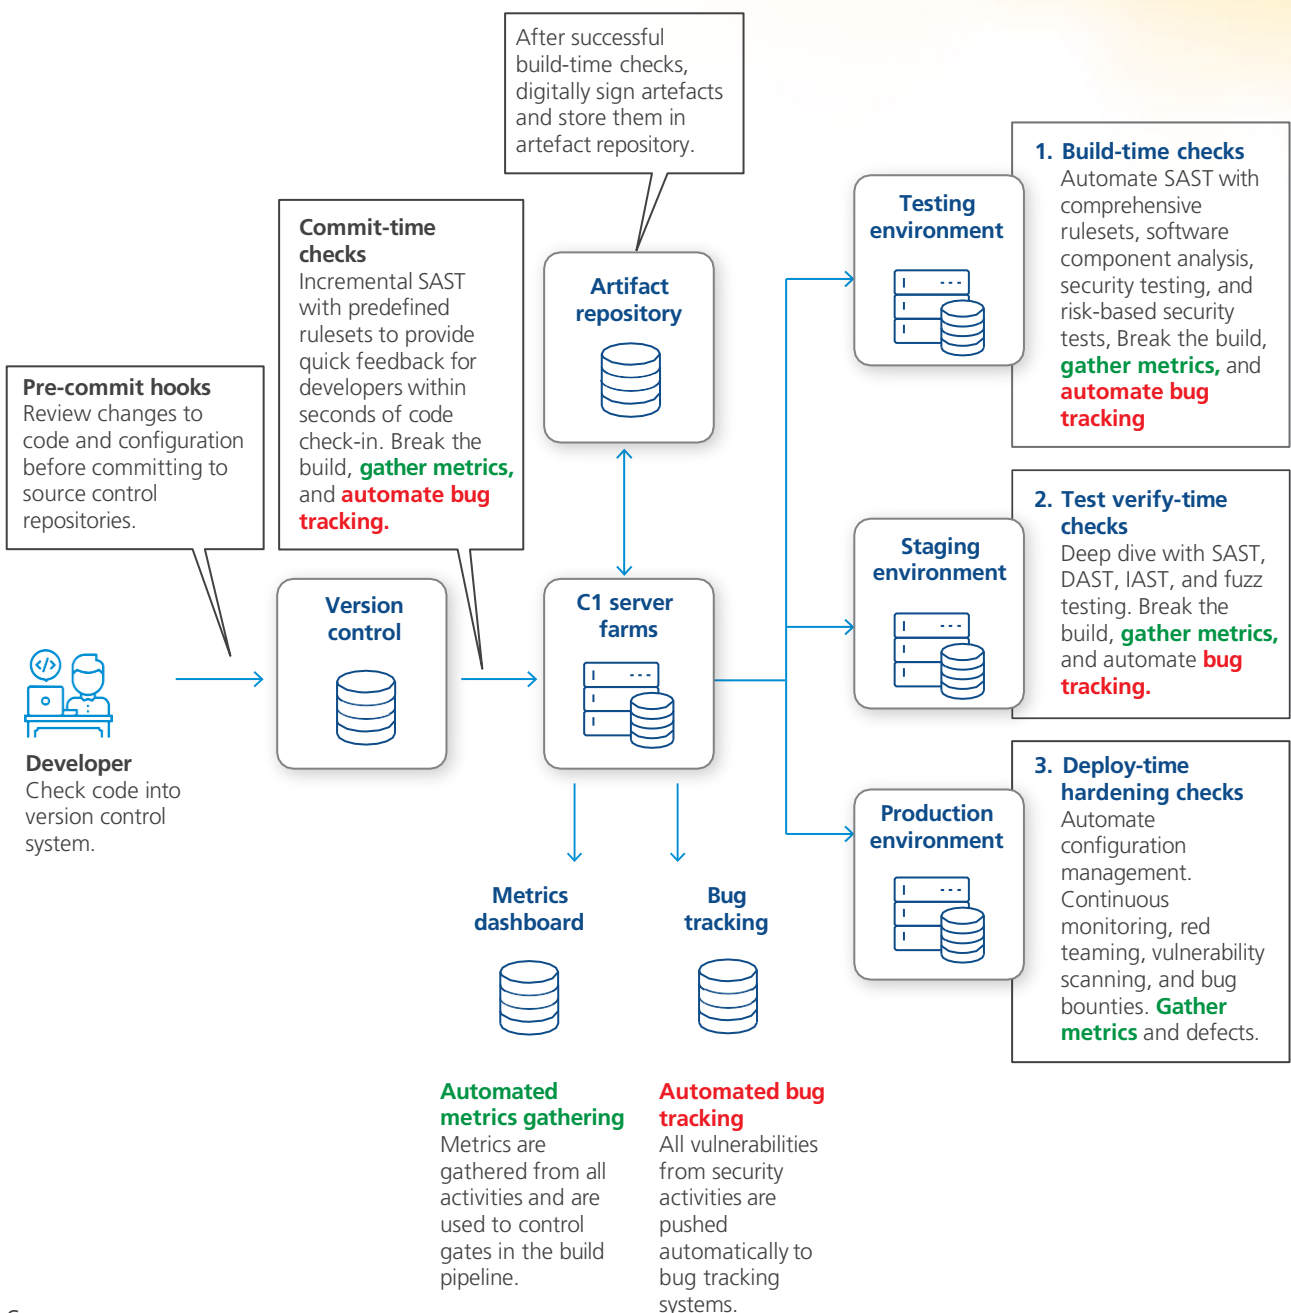 After successful
build-time checks,
digitally sign artefacts
and store them in
artefact repository.
Pre-commit hooks
Review changes to
code and configuration
before committing to
source control
repositories.
Commit-time
checks
Incremental SAST
with predefined
rulesets to provide
quick feedback for
developers within
seconds of code
check-in. Break the
build, gather metrics,
and automate bug
tracking.
Artifact
repository
Developer
Check code into
version control
system.
Version
control
C1 server
farms
Testing
environment
1. Build-time checks
Automate SAST with
comprehensive
rulesets, software
component analysis,
security testing, and
risk-based security
tests, Break the build,
gather metrics, and
automate bug
tracking
Staging
environment
2. Test verify-time
checks
Deep dive with SAST,
DAST, IAST, and fuzz
testing. Break the
build, gather metrics,
and automate bug
tracking.
Production
environment
3. Deploy-time
hardening checks
Automate
configuration
management.
Continuous
monitoring, red
teaming, vulnerability
scanning, and bug
bounties. Gather
metrics and defects.
Metrics
dashboard
Bug
tracking
Automated
metrics gathering
Metrics are
gathered from all
activities and are
used to control
gates in the build
pipeline.
Automated bug
tracking
All vulnerabilities
from security
activities are
pushed
automatically to
bug tracking
systems.